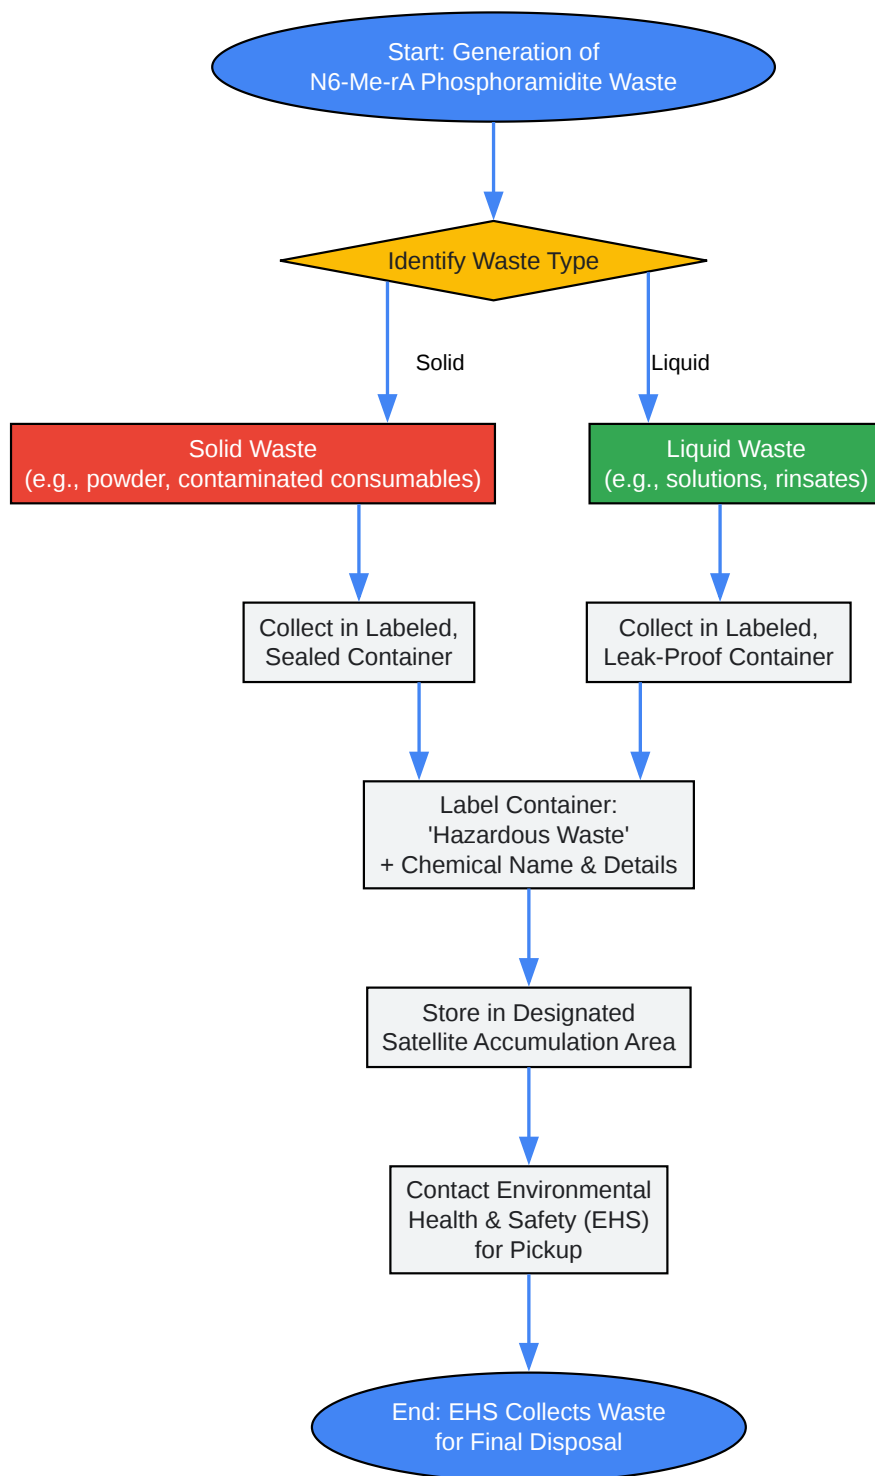 Start: Generation of
N6-Me-rA Phosphoramidite Waste
Identify Waste Type
Solid
Liquid
Solid Waste
(e.g., powder, contaminated consumables)
Liquid Waste
(e.g., solutions, rinsates)
Collect in Labeled,
Sealed Container
Collect in Labeled,
Leak-Proof Container
Label Container:
'Hazardous Waste'
+ Chemical Name & Details
Store in Designated
Satellite Accumulation Area
Contact Environmental
Health & Safety (EHS)
for Pickup
End: EHS Collects Waste
for Final Disposal